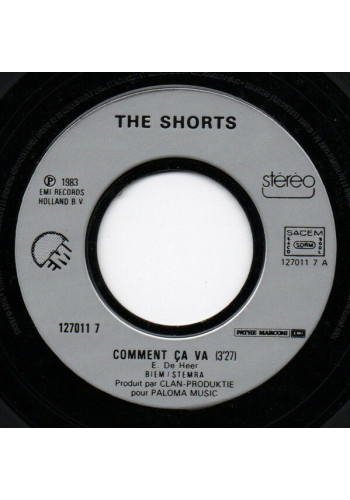 THE SHORTS
℗ 1983
EMI RECORDS
HOLLAND B.V
stéréo
SACEM
SDRM
127011 7 A
127011 7
PATHE MARCONI EMI
COMMENT ÇA VA (3'27)
E. De Heer
BIEM / STEMRA
Produit par CLAN-PRODUKTIE
pour PALOMA MUSIC